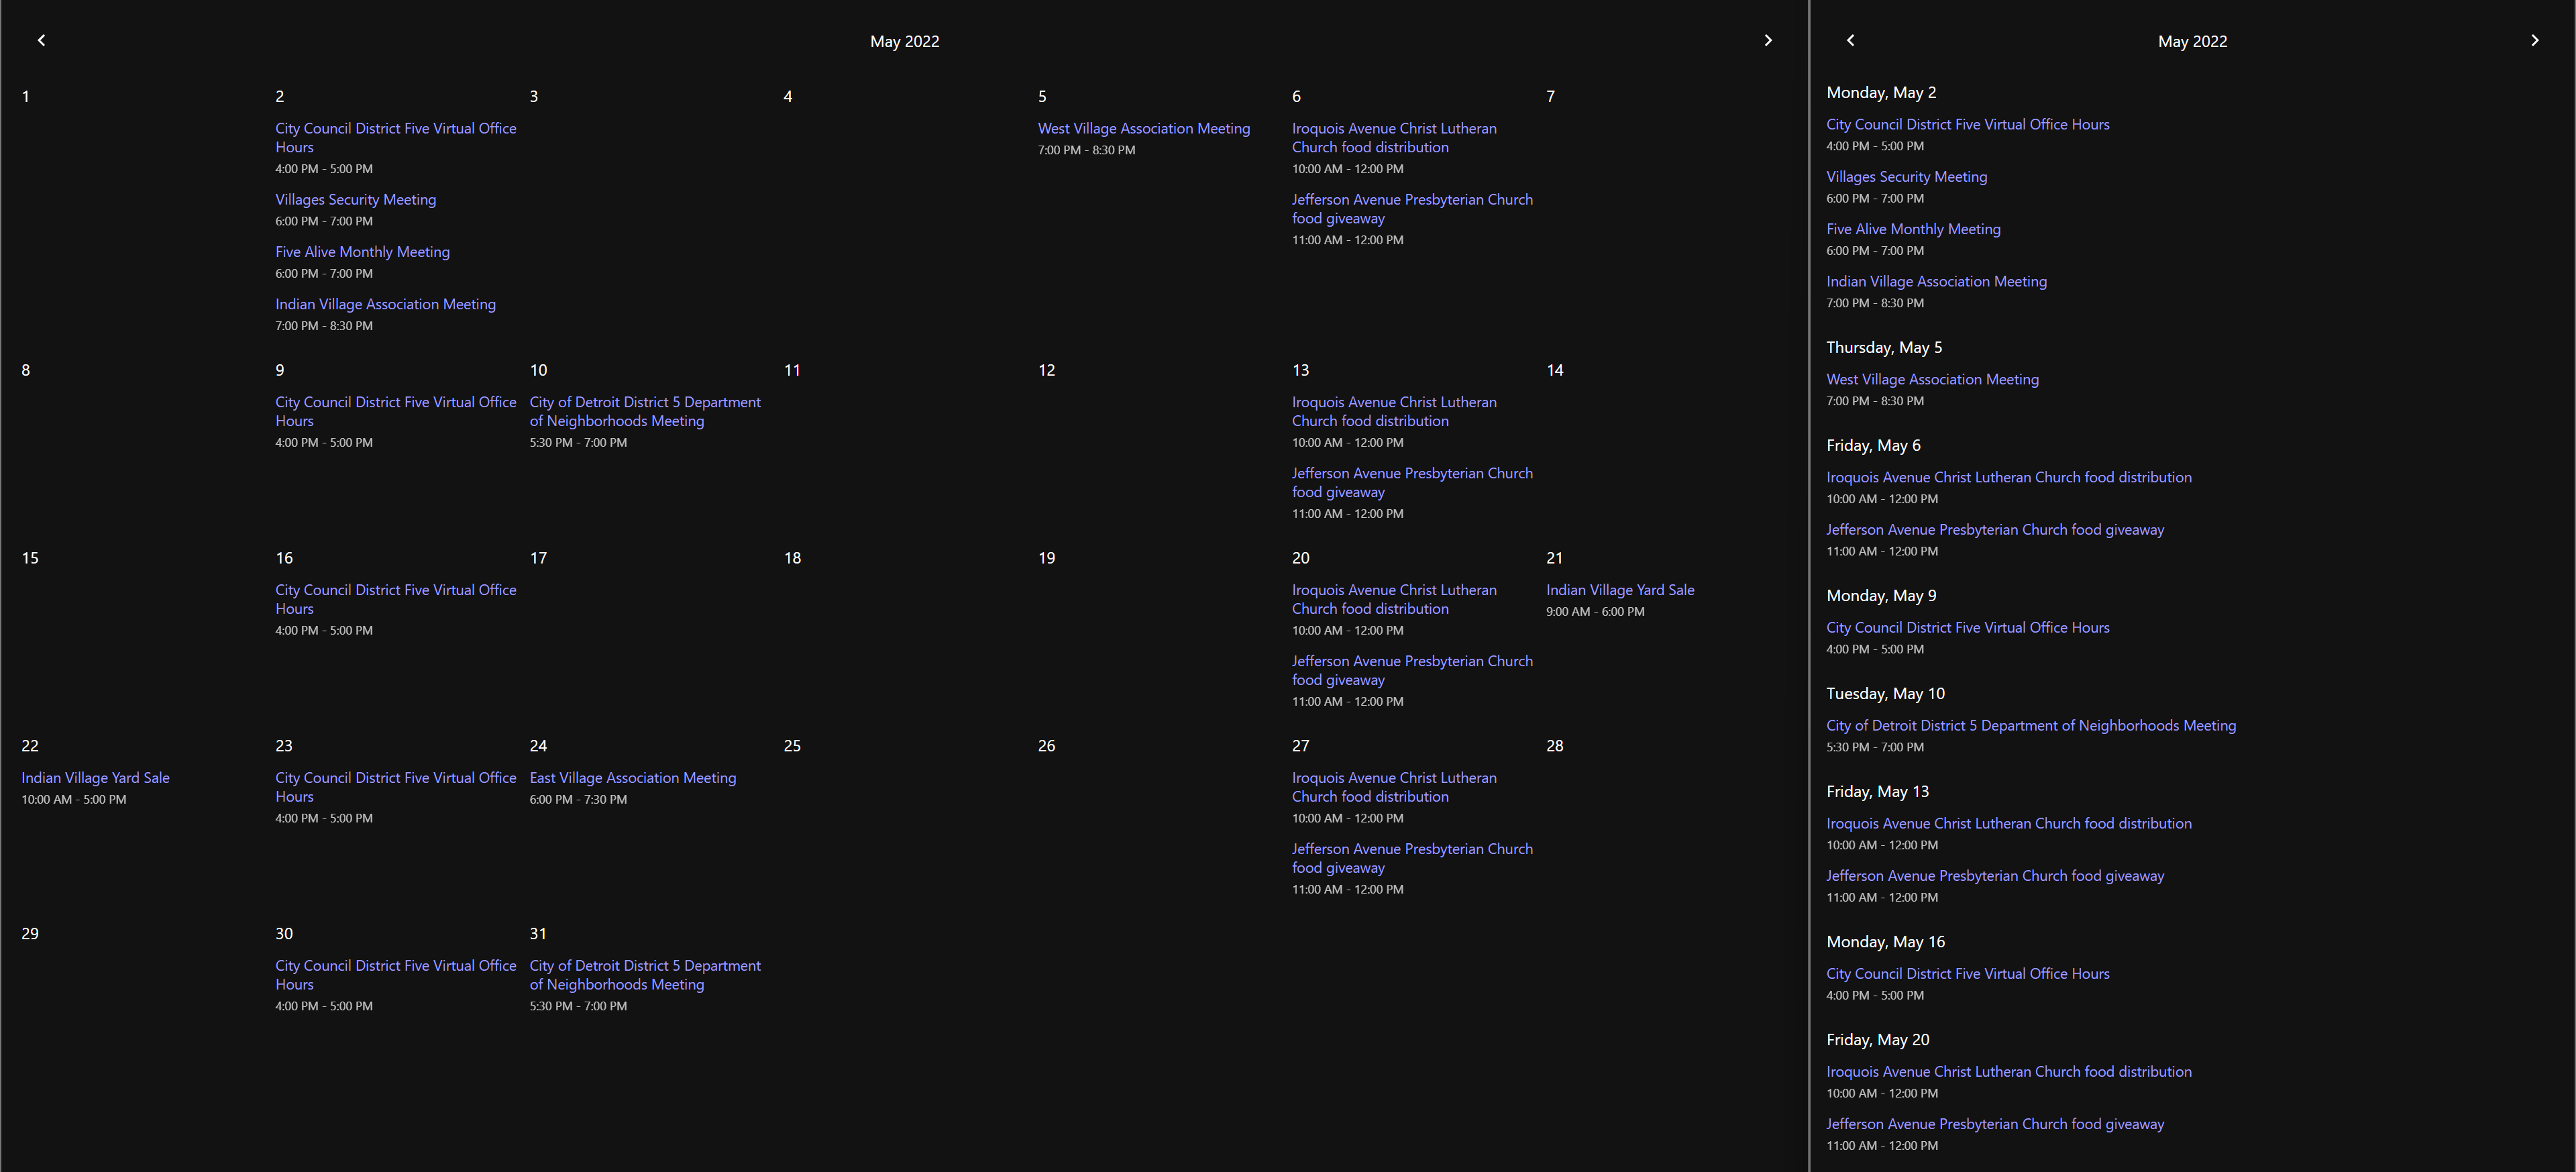 May 2022
1
2
City Council District Five Virtual Office
Hours
4:00 PM - 5:00 PM
Villages Security Meeting
6:00 PM - 7:00 PM
Five Alive Monthly Meeting
6:00 PM - 7:00 PM
Indian Village Association Meeting
7:00 PM - 8:30 PM
3
4
5
West Village Association Meeting
7:00 PM - 8:30 PM
6
Iroquois Avenue Christ Lutheran
Church food distribution
10:00 AM - 12:00 PM
Jefferson Avenue Presbyterian Church
food giveaway
11:00 AM - 12:00 PM
7
8
9
City Council District Five Virtual Office
Hours
4:00 PM - 5:00 PM
10
City of Detroit District 5 Department
of Neighborhoods Meeting
5:30 PM - 7:00 PM
11
12
13
Iroquois Avenue Christ Lutheran
Church food distribution
10:00 AM - 12:00 PM
Jefferson Avenue Presbyterian Church
food giveaway
11:00 AM - 12:00 PM
14
15
16
City Council District Five Virtual Office
Hours
4:00 PM - 5:00 PM
17
18
19
20
Iroquois Avenue Christ Lutheran
Church food distribution
10:00 AM - 12:00 PM
Jefferson Avenue Presbyterian Church
food giveaway
11:00 AM - 12:00 PM
21
Indian Village Yard Sale
9:00 AM - 6:00 PM
22
Indian Village Yard Sale
10:00 AM - 5:00 PM
23
City Council District Five Virtual Office
Hours
4:00 PM - 5:00 PM
24
East Village Association Meeting
6:00 PM - 7:30 PM
25
26
27
Iroquois Avenue Christ Lutheran
Church food distribution
10:00 AM - 12:00 PM
Jefferson Avenue Presbyterian Church
food giveaway
11:00 AM - 12:00 PM
28
29
30
City Council District Five Virtual Office
Hours
4:00 PM - 5:00 PM
31
City of Detroit District 5 Department
of Neighborhoods Meeting
5:30 PM - 7:00 PM
May 2022
Monday, May 2
City Council District Five Virtual Office Hours
4:00 PM - 5:00 PM
Villages Security Meeting
6:00 PM - 7:00 PM
Five Alive Monthly Meeting
6:00 PM - 7:00 PM
Indian Village Association Meeting
7:00 PM - 8:30 PM
Thursday, May 5
West Village Association Meeting
7:00 PM - 8:30 PM
Friday, May 6
Iroquois Avenue Christ Lutheran Church food distribution
10:00 AM - 12:00 PM
Jefferson Avenue Presbyterian Church food giveaway
11:00 AM - 12:00 PM
Monday, May 9
City Council District Five Virtual Office Hours
4:00 PM - 5:00 PM
Tuesday, May 10
City of Detroit District 5 Department of Neighborhoods Meeting
5:30 PM - 7:00 PM
Friday, May 13
Iroquois Avenue Christ Lutheran Church food distribution
10:00 AM - 12:00 PM
Jefferson Avenue Presbyterian Church food giveaway
11:00 AM - 12:00 PM
Monday, May 16
City Council District Five Virtual Office Hours
4:00 PM - 5:00 PM
Friday, May 20
Iroquois Avenue Christ Lutheran Church food distribution
10:00 AM - 12:00 PM
Jefferson Avenue Presbyterian Church food giveaway
11:00 AM - 12:00 PM